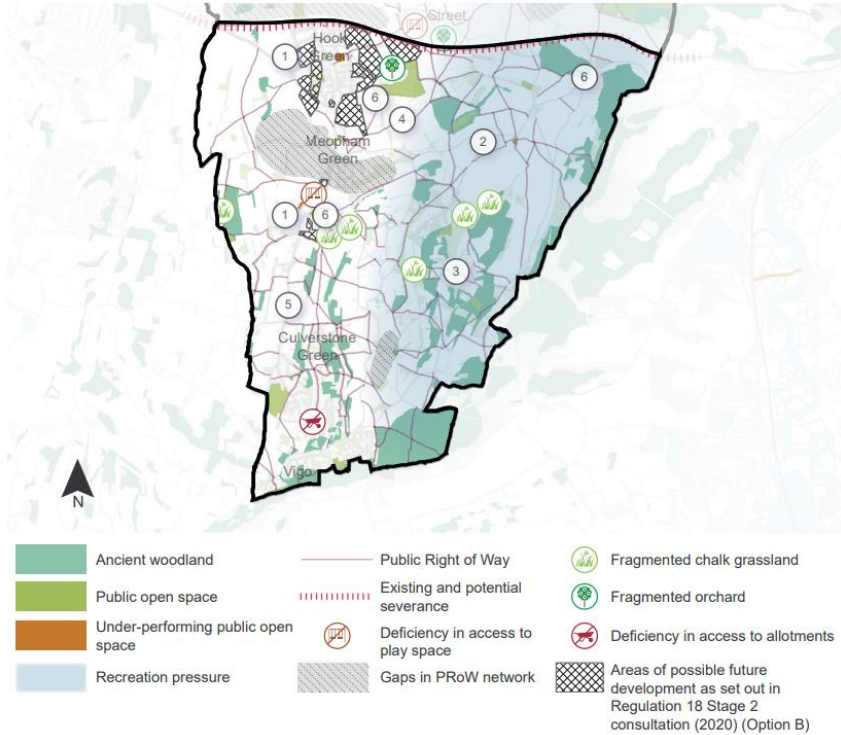 Street
Hook
Green
1
6
6
4
2
Meopham
Green
1
6
3
5
Culverstone
Green
Vigo
N
Ancient woodland
Public open space
Under-performing public open
space
Recreation pressure
Public Right of Way
Existing and potential
severance
Deficiency in access to
play space
Gaps in PRoW network
Fragmented chalk grassland
Fragmented orchard
Deficiency in access to allotments
Areas of possible future
development as set out in
Regulation 18 Stage 2
consultation (2020) (Option B)